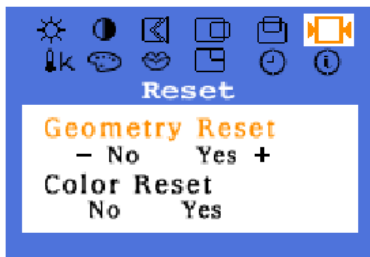 k
Reset
Geometry Reset
− No Yes +
Color Reset
No Yes